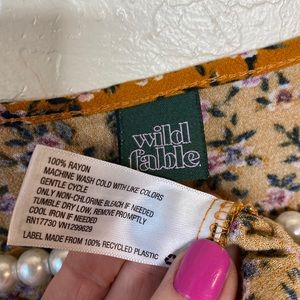 wild
fable
100% RAYON
MACHINE WASH COLD WITH LIKE COLORS
GENTLE CYCLE
ONLY NON-CHLORINE BLEACH IF NEEDED
TUMBLE DRY LOW, REMOVE PROMPTLY
COOL IRON IF NEEDED
RN17730 VN1299629
LABEL MADE FROM 100% RECYCLED PLASTIC